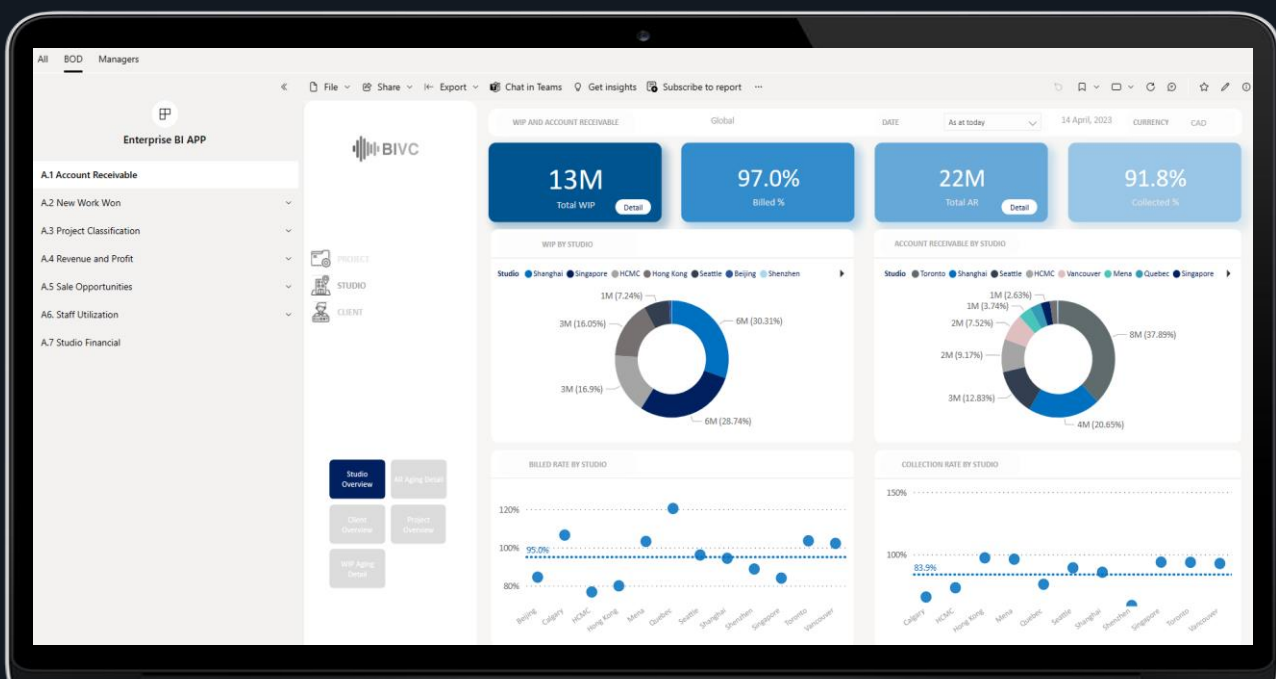 All BOD Managers
« File Share Export Chat in Teams Get insights Subscribe to report ...
Enterprise BI APP
A.1 Account Receivable
A.2 New Work Won
A.3 Project Classification
A.4 Revenue and Profit
A.5 Sale Opportunities
A6. Staff Utilization
A.7 Studio Financial
BIVC
PROJECT
STUDIO
CLIENT
Studio Overview
AR Aging Detail
Client Overview
Project Overview
WIP Aging Detail
WIP AND ACCOUNT RECEIVABLE Global DATE As at today 14 April, 2023 CURRENCY CAD
13M
Total WIP Detail
97.0%
Billed %
22M
Total AR Detail
91.8%
Collected %
WIP BY STUDIO
Studio Shanghai Singapore HCMC Hong Kong Seattle Beijing Shenzhen
1M (7.24%)
3M (16.05%)
6M (30.31%)
3M (16.9%)
6M (28.74%)
ACCOUNT RECEIVABLE BY STUDIO
Studio Toronto Shanghai Seattle HCMC Vancouver Mena Quebec Singapore
1M (2.63%)
1M (3.74%)
2M (7.52%)
8M (37.89%)
2M (9.17%)
3M (12.83%)
4M (20.65%)
BILLED RATE BY STUDIO
120%
100%
95.0%
80%
Beijing Calgary HCMC Hong Kong Mena Quebec Seattle Shanghai Shenzhen Singapore Toronto Vancouver
COLLECTION RATE BY STUDIO
150%
100%
83.9%
Calgary HCMC Hong Kong Mena Quebec Seattle Shanghai Shenzhen Singapore Toronto Vancouver